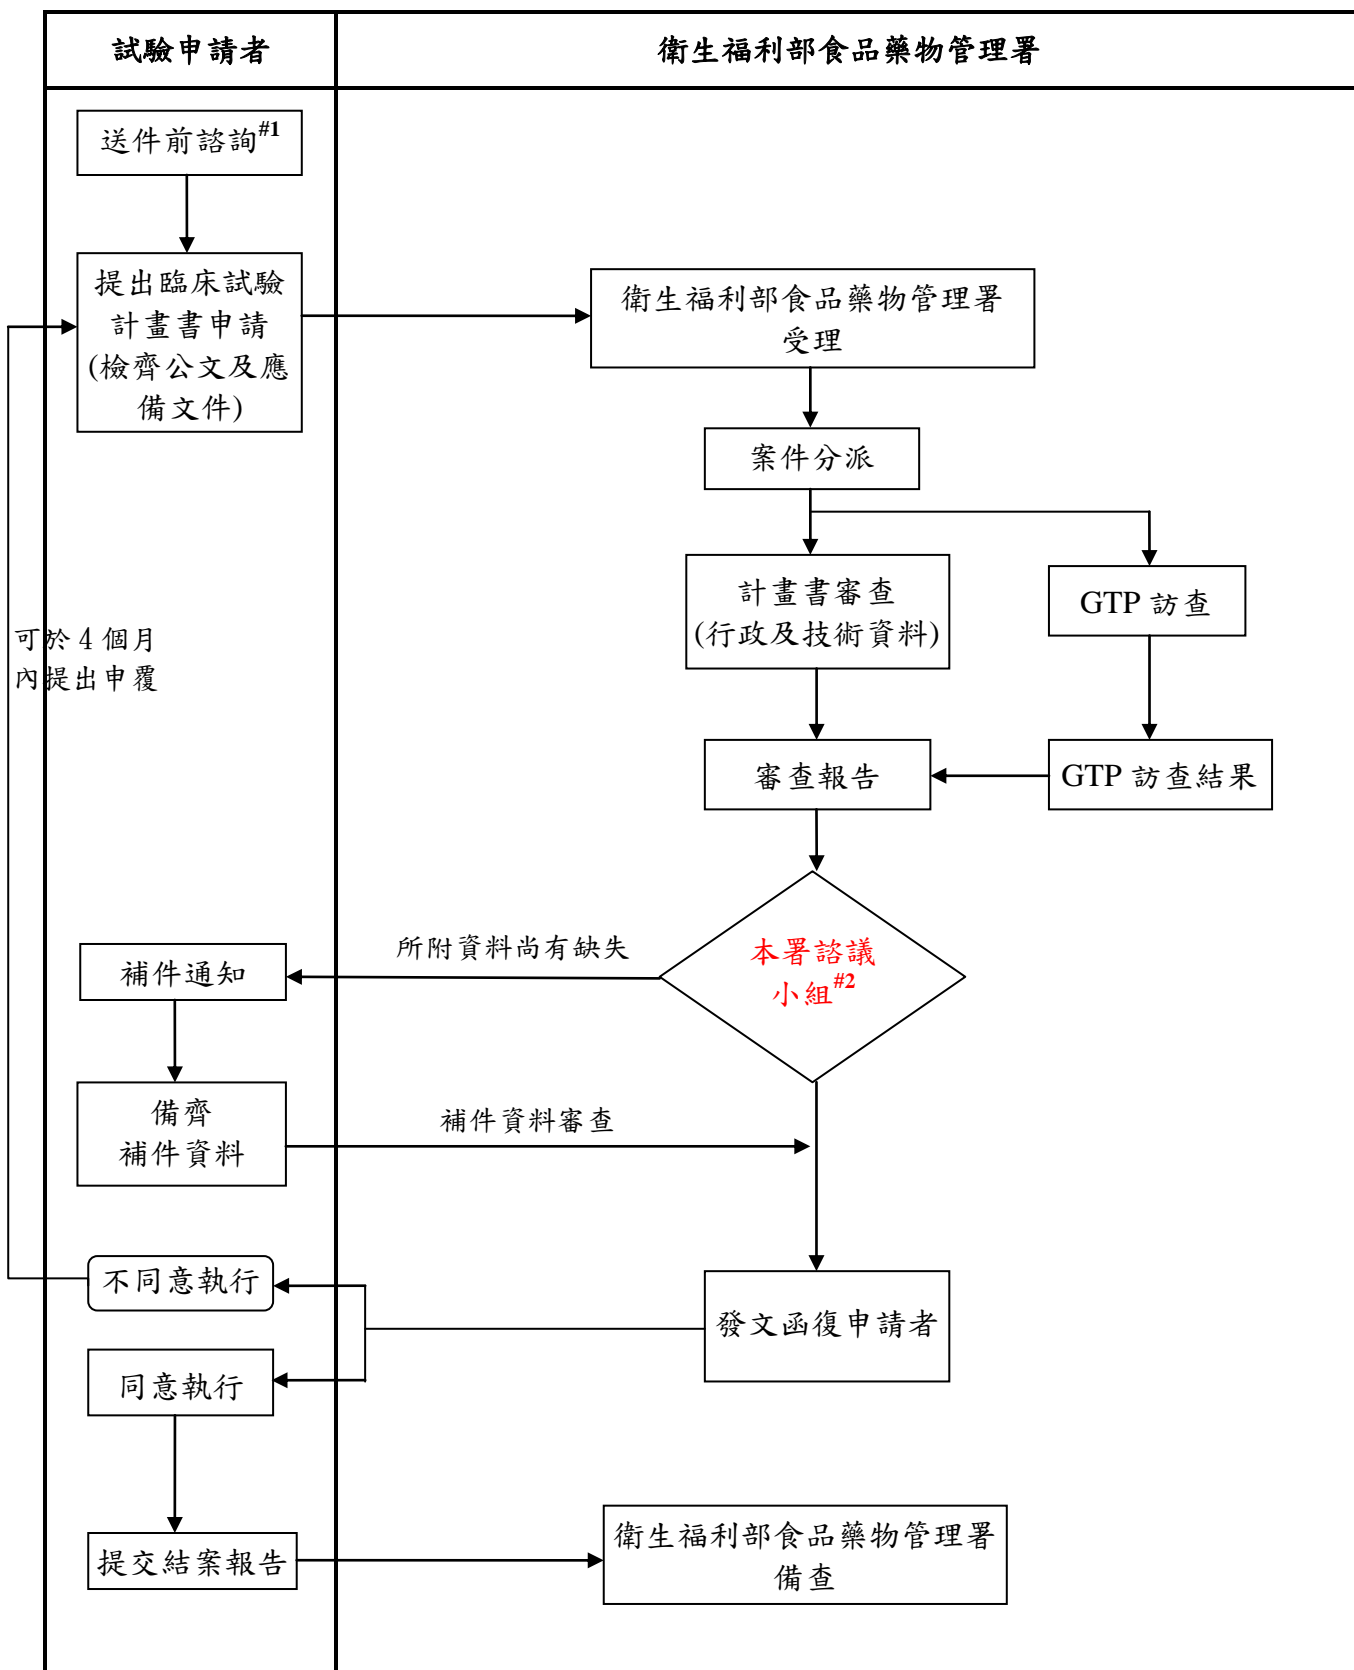 試驗申請者
衛生福利部食品藥物管理署
送件前諮詢#1
提出臨床試驗
計畫書申請
(檢齊公文及應
備文件)
衛生福利部食品藥物管理署
受理
案件分派
計畫書審查
(行政及技術資料)
GTP 訪查
可於 4 個月
內提出申覆
審查報告
GTP 訪查結果
所附資料尚有缺失
本署諮議
小組#2
補件通知
備齊
補件資料
補件資料審查
不同意執行
發文函復申請者
同意執行
提交結案報告
衛生福利部食品藥物管理署
備查